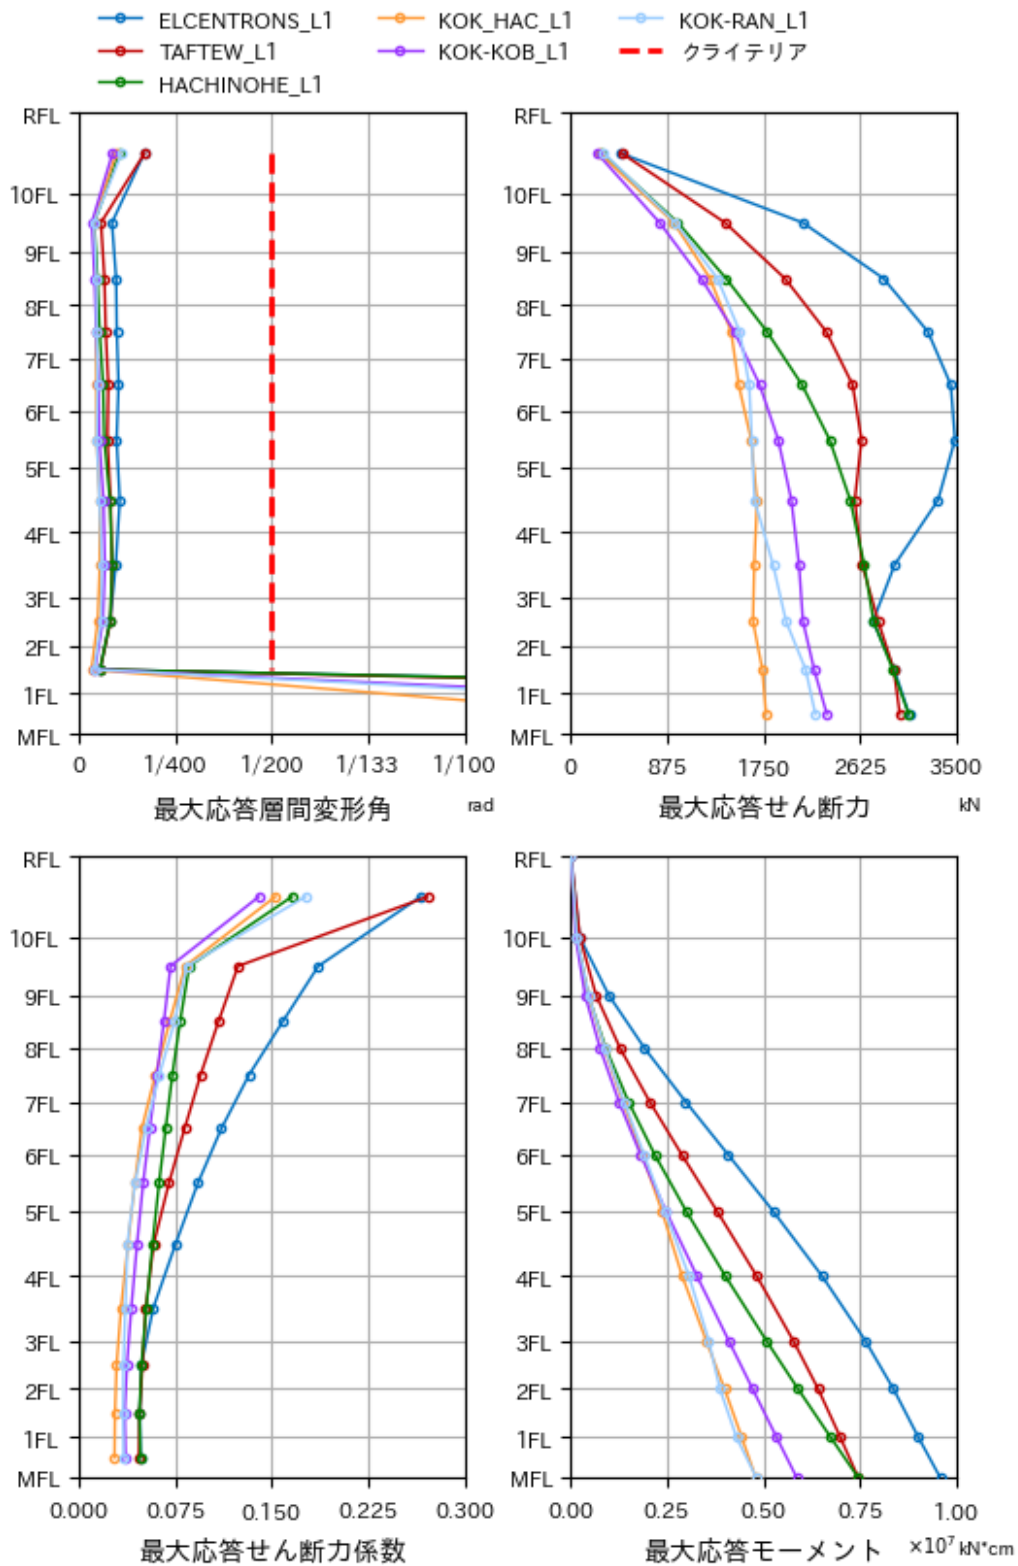 ELCENTRONS_L1 KOK_HAC_L1 KOK-RAN_L1
TAFTEW_L1 KOK-KOB_L1 クライテリア
HACHINOHE_L1
RFL
10FL
9FL
8FL
7FL
6FL
5FL
4FL
3FL
2FL
1FL
MFL
0 1/400 1/200 1/133 1/100
最大応答層間変形角 rad
RFL
10FL
9FL
8FL
7FL
6FL
5FL
4FL
3FL
2FL
1FL
MFL
0 875 1750 2625 3500
最大応答せん断力 kN
RFL
10FL
9FL
8FL
7FL
6FL
5FL
4FL
3FL
2FL
1FL
MFL
0.000 0.075 0.150 0.225 0.300
最大応答せん断力係数
RFL
10FL
9FL
8FL
7FL
6FL
5FL
4FL
3FL
2FL
1FL
MFL
0.00 0.25 0.50 0.75 1.00
最大応答モーメント ×10⁷ kN*cm